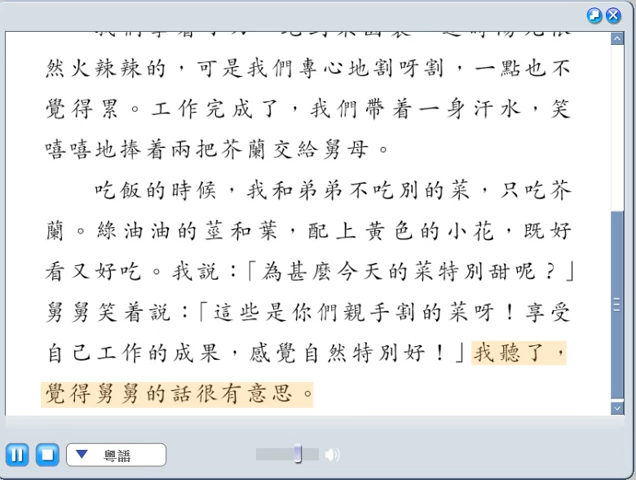 然火辣辣的，可是我們專心地割呀割，一點也不
覺得累。工作完成了，我們帶着一身汗水，笑
嘻嘻地捧着兩把芥蘭交給舅母。
吃飯的時候，我和弟弟不吃別的菜，只吃芥
蘭。綠油油的莖和葉，配上黃色的小花，既好
看又好吃。我說：「為甚麼今天的菜特別甜呢？」
舅舅笑着說：「這些是你們親手割的菜呀！享受
自己工作的成果，感覺自然特別好！」我聽了，
覺得舅舅的話很有意思。
粵語